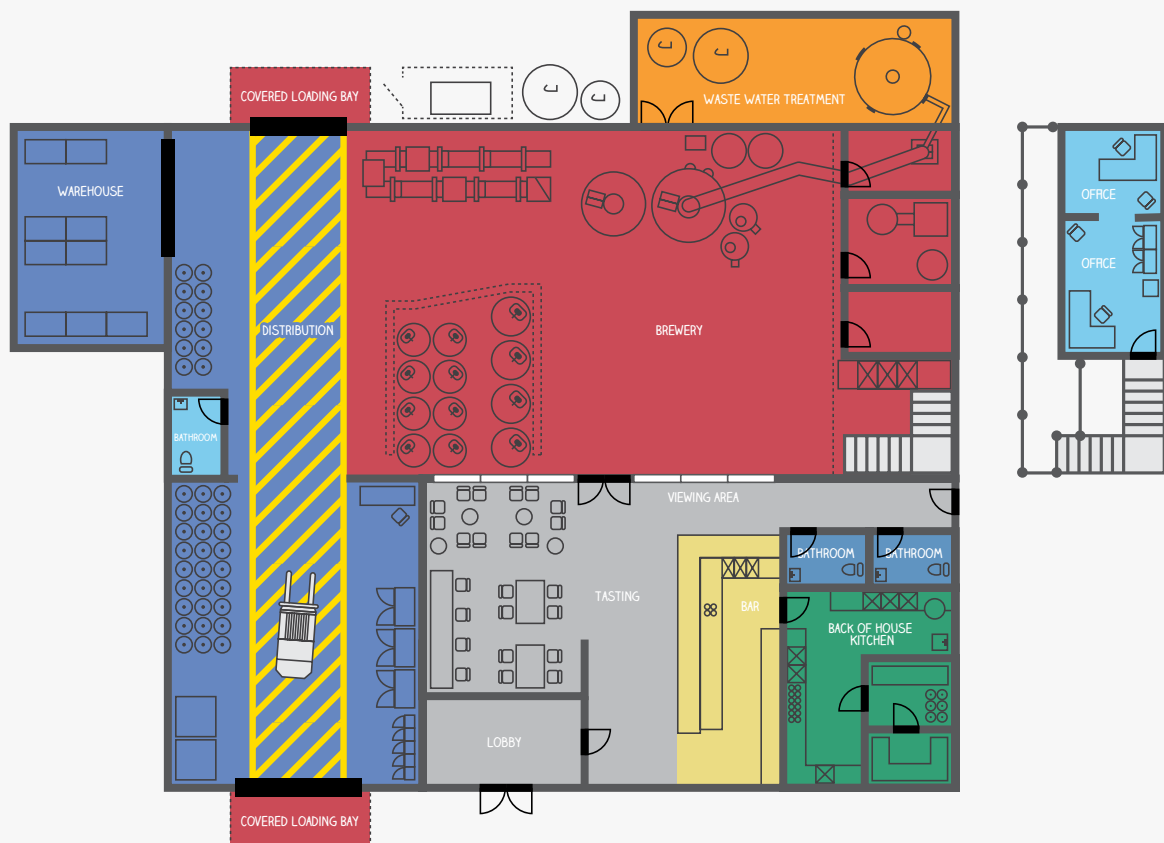 COVERED LOADING BAY
WASTE WATER TREATMENT
WAREHOUSE
OFFICE
OFFICE
DISTRIBUTION
BREWERY
BATHROOM
VIEWING AREA
BATHROOM
BATHROOM
TASTING
BAR
BACK OF HOUSE
KITCHEN
LOBBY
COVERED LOADING BAY